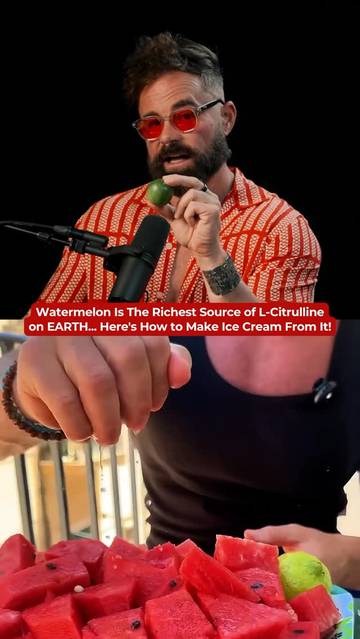 Watermelon Is The Richest Source of L-Citrulline
on EARTH... Here's How to Make Ice Cream From It!